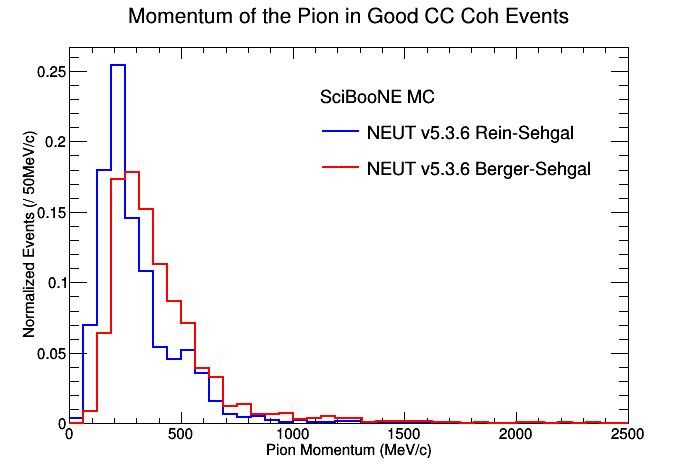 Momentum of the Pion in Good CC Coh Events
Normalized Events (/ 50MeV/c)
0.25
0.2
0.15
0.1
0.05
0
SciBooNE MC
NEUT v5.3.6 Rein-Sehgal
NEUT v5.3.6 Berger-Sehgal
0 500 1000 1500 2000 2500
Pion Momentum (MeV/c)